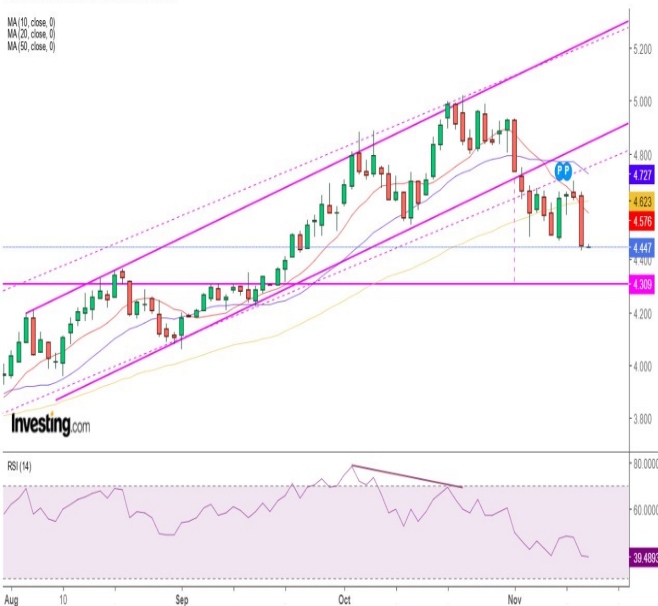 MA (10, close, 0)
MA (20, close, 0)
MA (50, close, 0)
5.200
5.000
4.800
4.727
4.623
4.576
4.447
4.400
4.309
4.200
4.000
3.800
Investing.com
RSI (14)
P P
80.0000
60.0000
39.4893
Aug 10 Sep Oct Nov